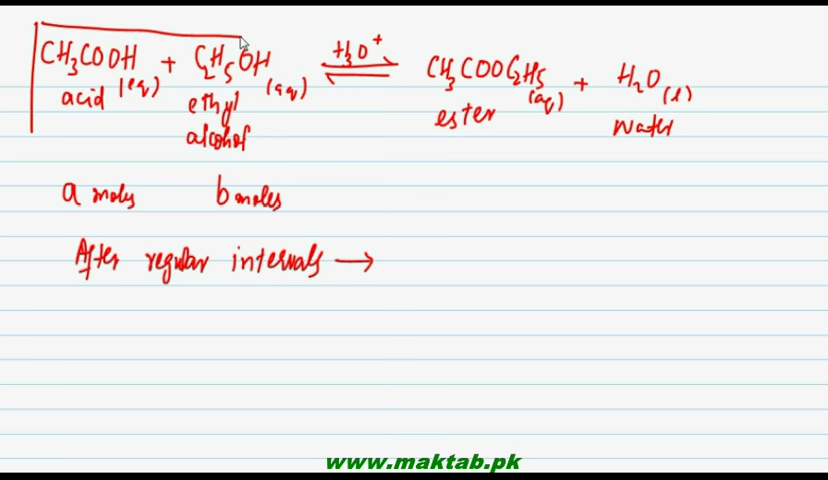 CH3COOH + C2H5OH ⇌ H3O+ CH3COOC2H5 + H2O
(aq) (aq) (aq) (l)
acid ethyl alcohol ester water
a moles b moles
After regular intervals →
www.maktab.pk